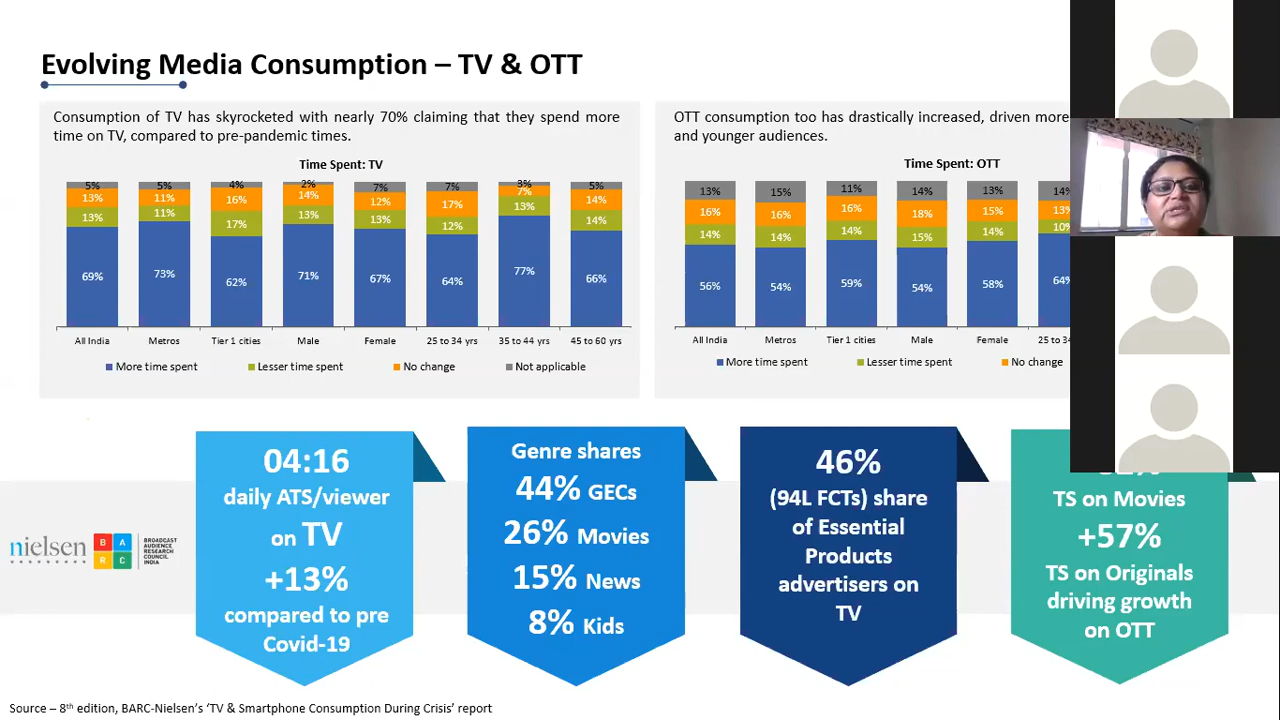 Evolving Media Consumption – TV & OTT
Consumption of TV has skyrocketed with nearly 70% claiming that they spend more
time on TV, compared to pre-pandemic times.
Time Spent: TV
5% 5% 4% 2% 7% 7% 3% 5%
13% 11% 16% 14% 12% 17% 7% 14%
13% 11% 17% 13% 13% 12% 13% 14%
69% 73% 62% 71% 67% 64% 77% 66%
All India Metros Tier 1 cities Male Female 25 to 34 yrs 35 to 44 yrs 45 to 60 yrs
More time spent Lesser time spent No change Not applicable
OTT consumption too has drastically increased, driven more
and younger audiences.
Time Spent: OTT
13% 15% 11% 14% 13% 14%
16% 16% 16% 18% 15% 13%
14% 14% 14% 15% 14% 10%
56% 54% 59% 54% 58% 64%
All India Metros Tier 1 cities Male Female 25 to
More time spent Lesser time spent No change
nielsen
BARC
BROADCAST
AUDIENCE
RESEARCH
COUNCIL
INDIA
04:16
daily ATS/viewer
on TV
+13%
compared to pre
Covid-19
Genre shares
44% GECs
26% Movies
15% News
8% Kids
46%
(94L FCTs) share
of Essential
Products
advertisers on
TV
TS on Movies
+57%
TS on Originals
driving growth
on OTT
Source – 8th edition, BARC-Nielsen's 'TV & Smartphone Consumption During Crisis' report